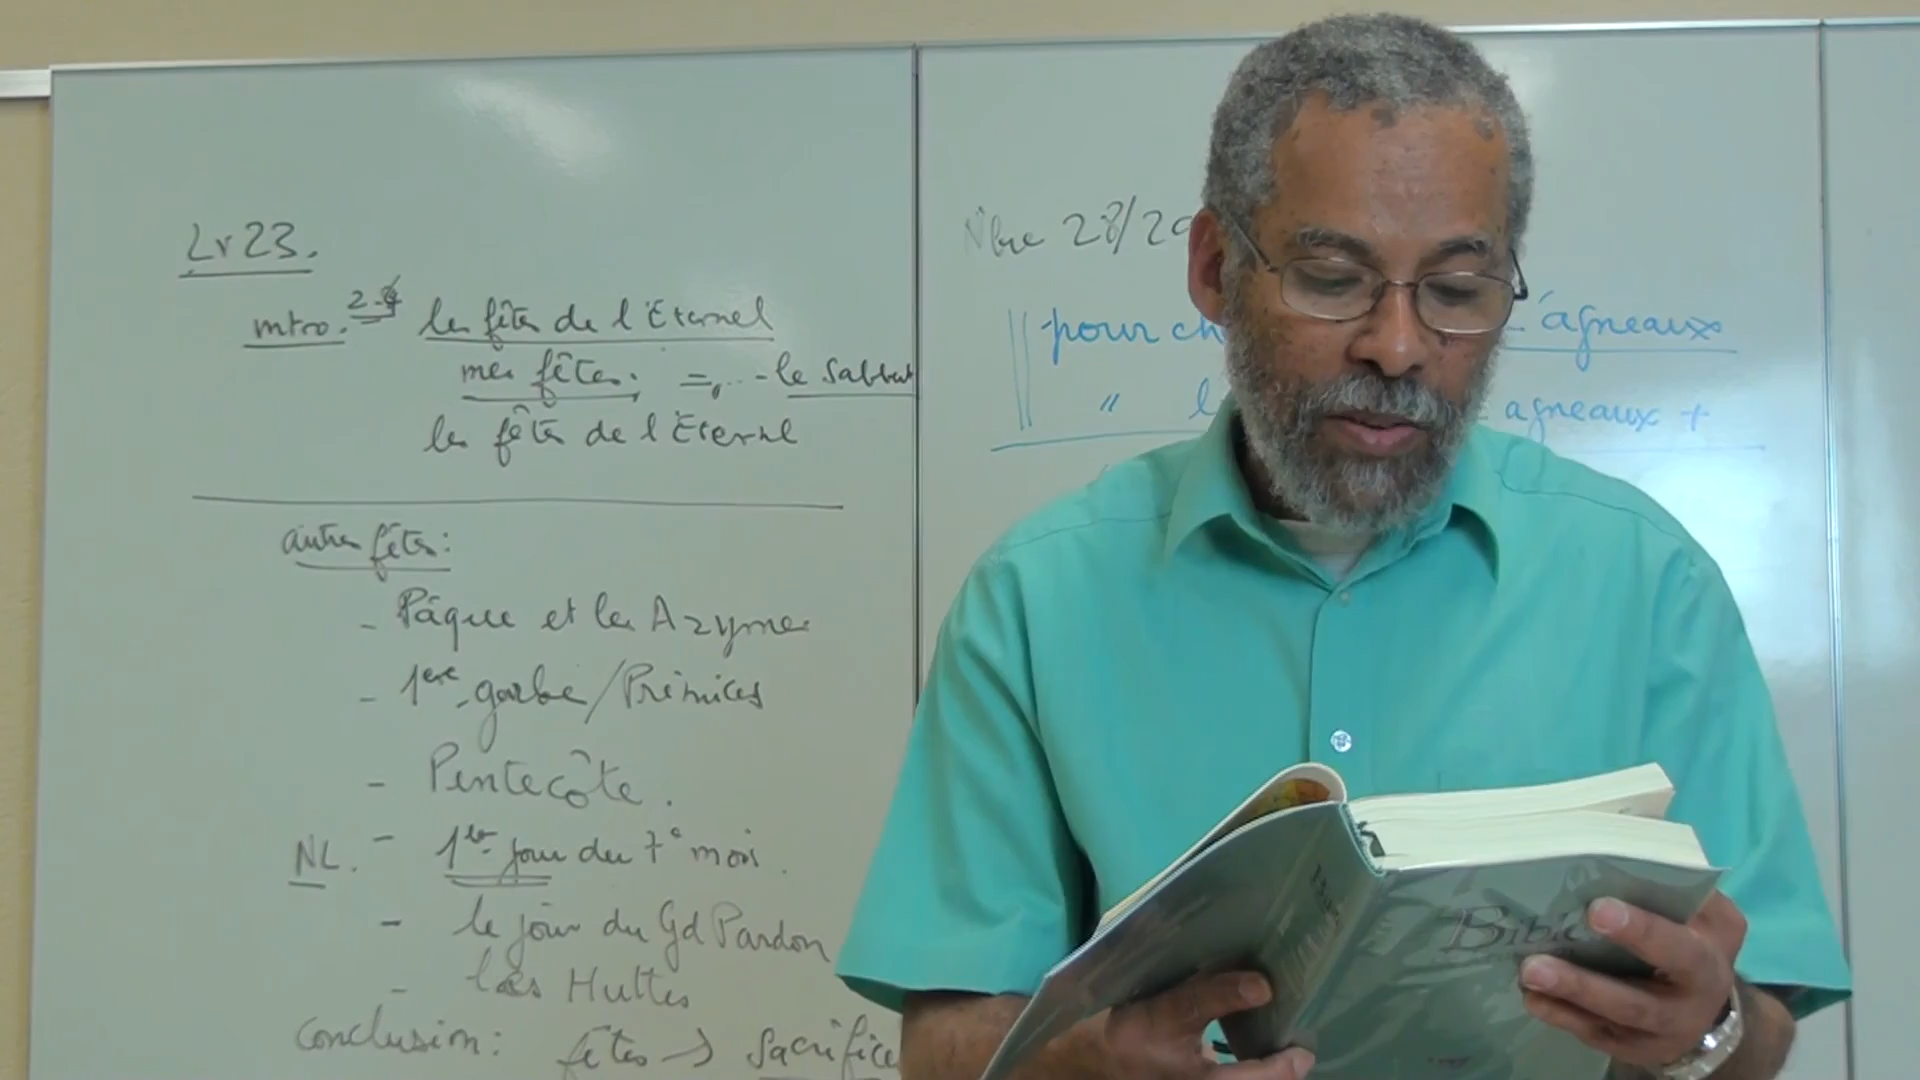 Lv 23.
intro. 2-4 les fêtes de l'Eternel
mes fêtes. = ... - le Sabbat
les fêtes de l'Eternel
autres fêtes:
- Pâque et les Azymes
- 1ère gerbe/Prémices
- Pentecôte.
NL. - 1er jour du 7e mois.
- le jour du Gd Pardon
- les Huttes
Conclusion: fêtes → Sacrifice
Nbre 28/29
pour ch agneaux
" l agneaux +
Bible